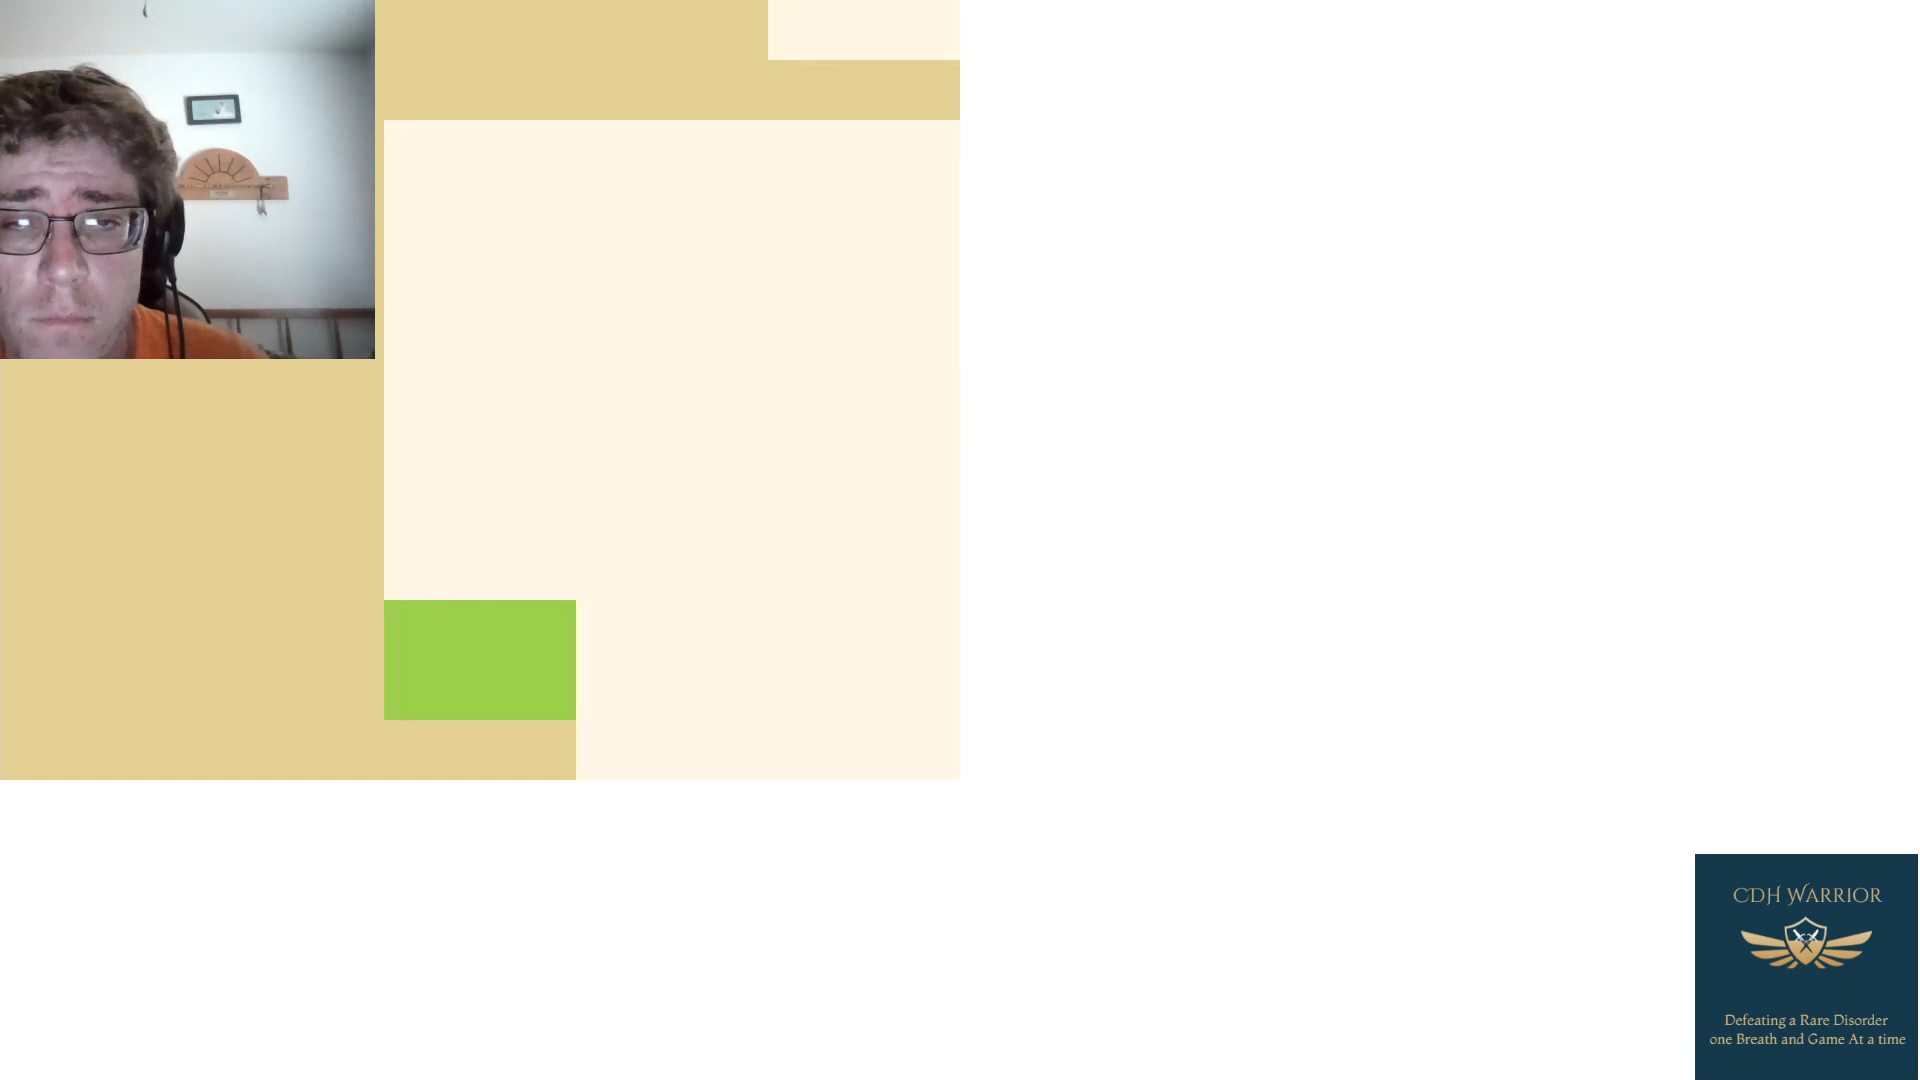 CDH WARRIOR
Defeating a Rare Disorder
one Breath and Game At a time